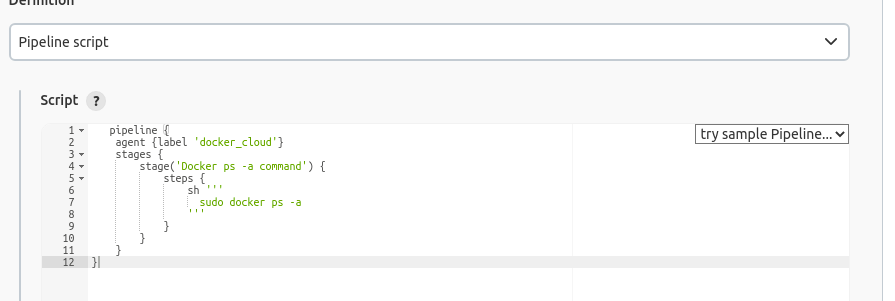 Definition
Pipeline script
Script ?
try sample Pipeline...
1 pipeline {
2 agent {label 'docker_cloud'}
3 stages {
4 stage('Docker ps -a command') {
5 steps {
6 sh '''
7 sudo docker ps -a
8 '''
9 }
10 }
11 }
12 }